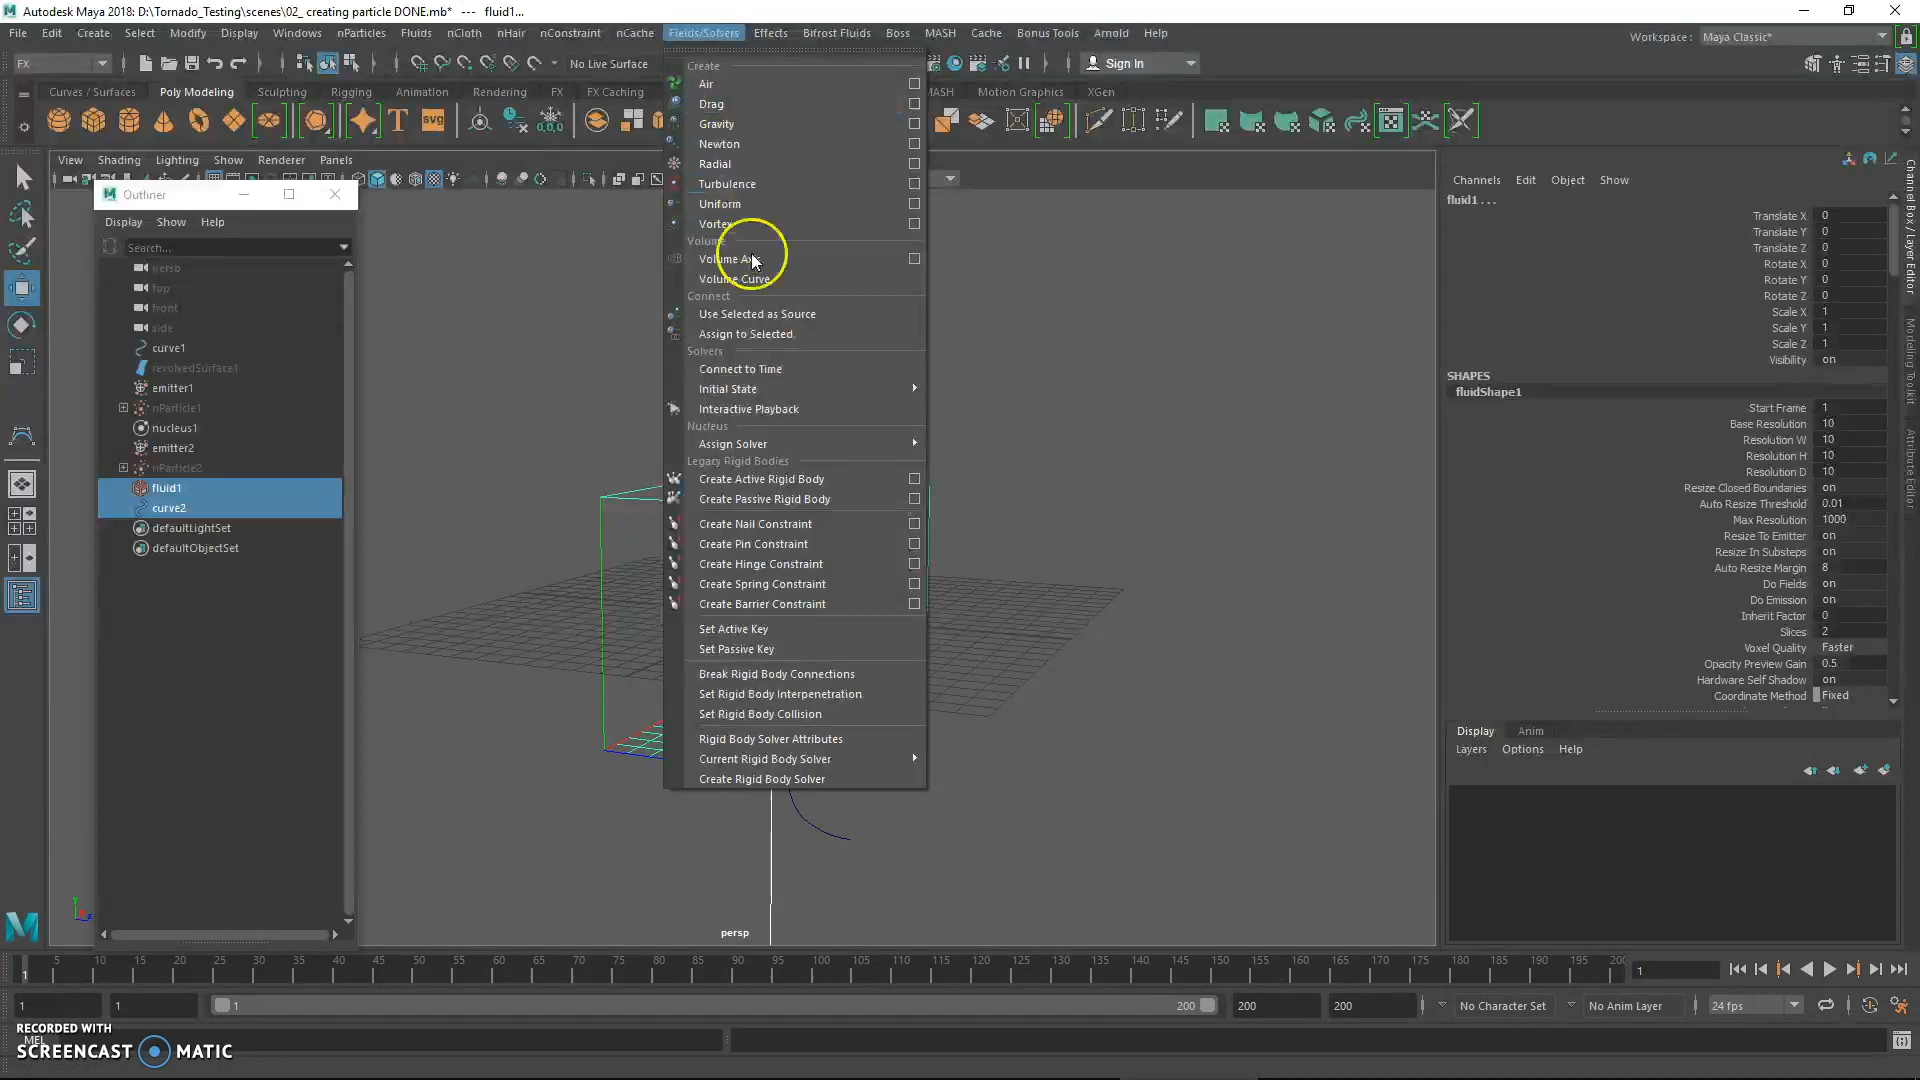 Autodesk Maya 2018: D:\Tornado_Testing\scenes\02_ creating particle DONE.mb* --- fluid1...
File Edit Create Select Modify Display Windows nParticles Fluids nCloth nHair nConstraint nCache Fields/Solvers Effects Bifrost Fluids Boss MASH Cache Bonus Tools Arnold Help Workspace: Maya Classic*
FX No Live Surface Sign In
Curves / Surfaces Poly Modeling Sculpting Rigging Animation Rendering FX FX Caching MASH Motion Graphics XGen
View Shading Lighting Show Renderer Panels
Outliner
Display Show Help
Search...
persp
top
front
side
curve1
revolvedSurface1
emitter1
nParticle1
nucleus1
emitter2
nParticle2
fluid1
curve2
defaultLightSet
defaultObjectSet
Create
Air
Drag
Gravity
Newton
Radial
Turbulence
Uniform
Vortex
Volume
Volume Axis
Volume Curve
Connect
Use Selected as Source
Assign to Selected
Solvers
Connect to Time
Initial State
Interactive Playback
Nucleus
Assign Solver
Legacy Rigid Bodies
Create Active Rigid Body
Create Passive Rigid Body
Create Nail Constraint
Create Pin Constraint
Create Hinge Constraint
Create Spring Constraint
Create Barrier Constraint
Set Active Key
Set Passive Key
Break Rigid Body Connections
Set Rigid Body Interpenetration
Set Rigid Body Collision
Rigid Body Solver Attributes
Current Rigid Body Solver
Create Rigid Body Solver
persp
Channels Edit Object Show
fluid1 . . .
Translate X 0
Translate Y 0
Translate Z 0
Rotate X 0
Rotate Y 0
Rotate Z 0
Scale X 1
Scale Y 1
Scale Z 1
Visibility on
SHAPES
fluidShape1
Start Frame 1
Base Resolution 10
Resolution W 10
Resolution H 10
Resolution D 10
Resize Closed Boundaries on
Auto Resize Threshold 0.01
Max Resolution 1000
Resize To Emitter on
Resize In Substeps on
Auto Resize Margin 8
Do Fields on
Do Emission on
Inherit Factor 0
Slices 2
Voxel Quality Faster
Opacity Preview Gain 0.5
Hardware Self Shadow on
Coordinate Method Fixed
Display Anim
Layers Options Help
Channel Box / Layer Editor
Modeling Toolkit
Attribute Editor
1 5 10 15 20 25 30 35 40 45 50 55 60 65 70 75 80 85 90 95 100 105 110 115 120 125 130 135 140 145 150 155 160 165 170 175 180 185 190 195 200 1
1 1 1 200 200 200 No Character Set No Anim Layer 24 fps
MEL
RECORDED WITH
SCREENCAST MATIC